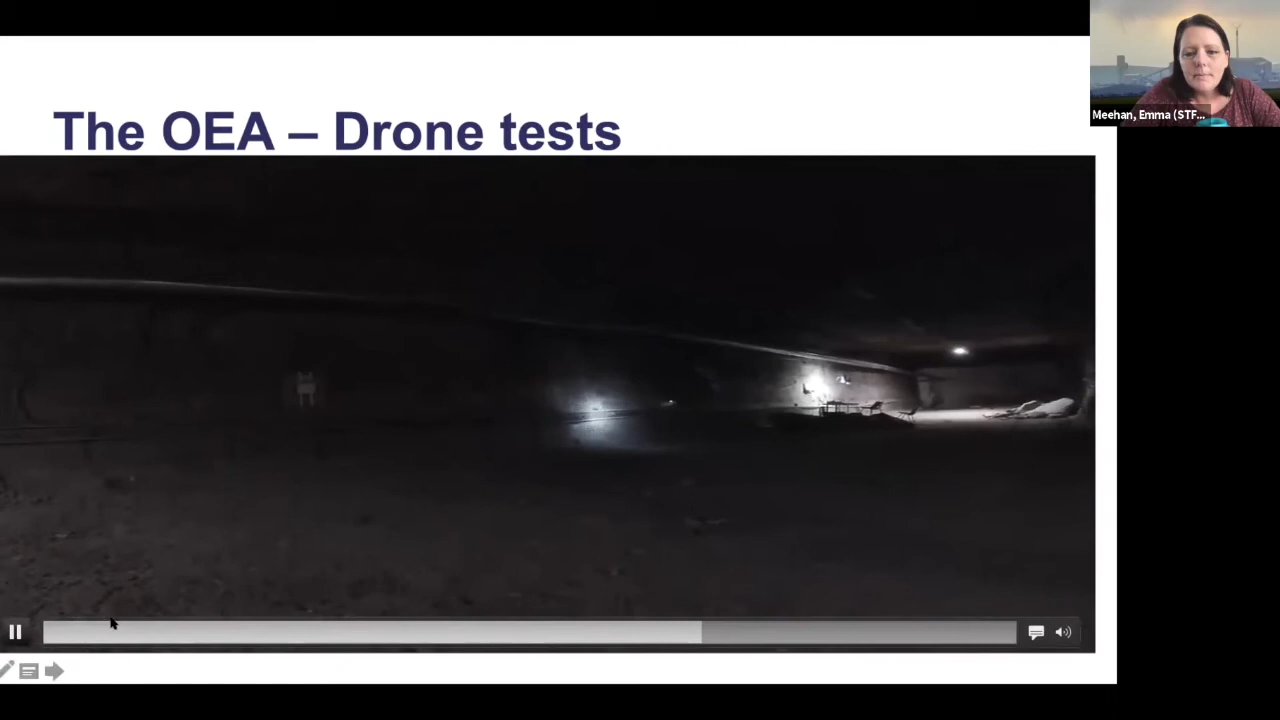 The OEA – Drone tests
Meehan, Emma (STF...